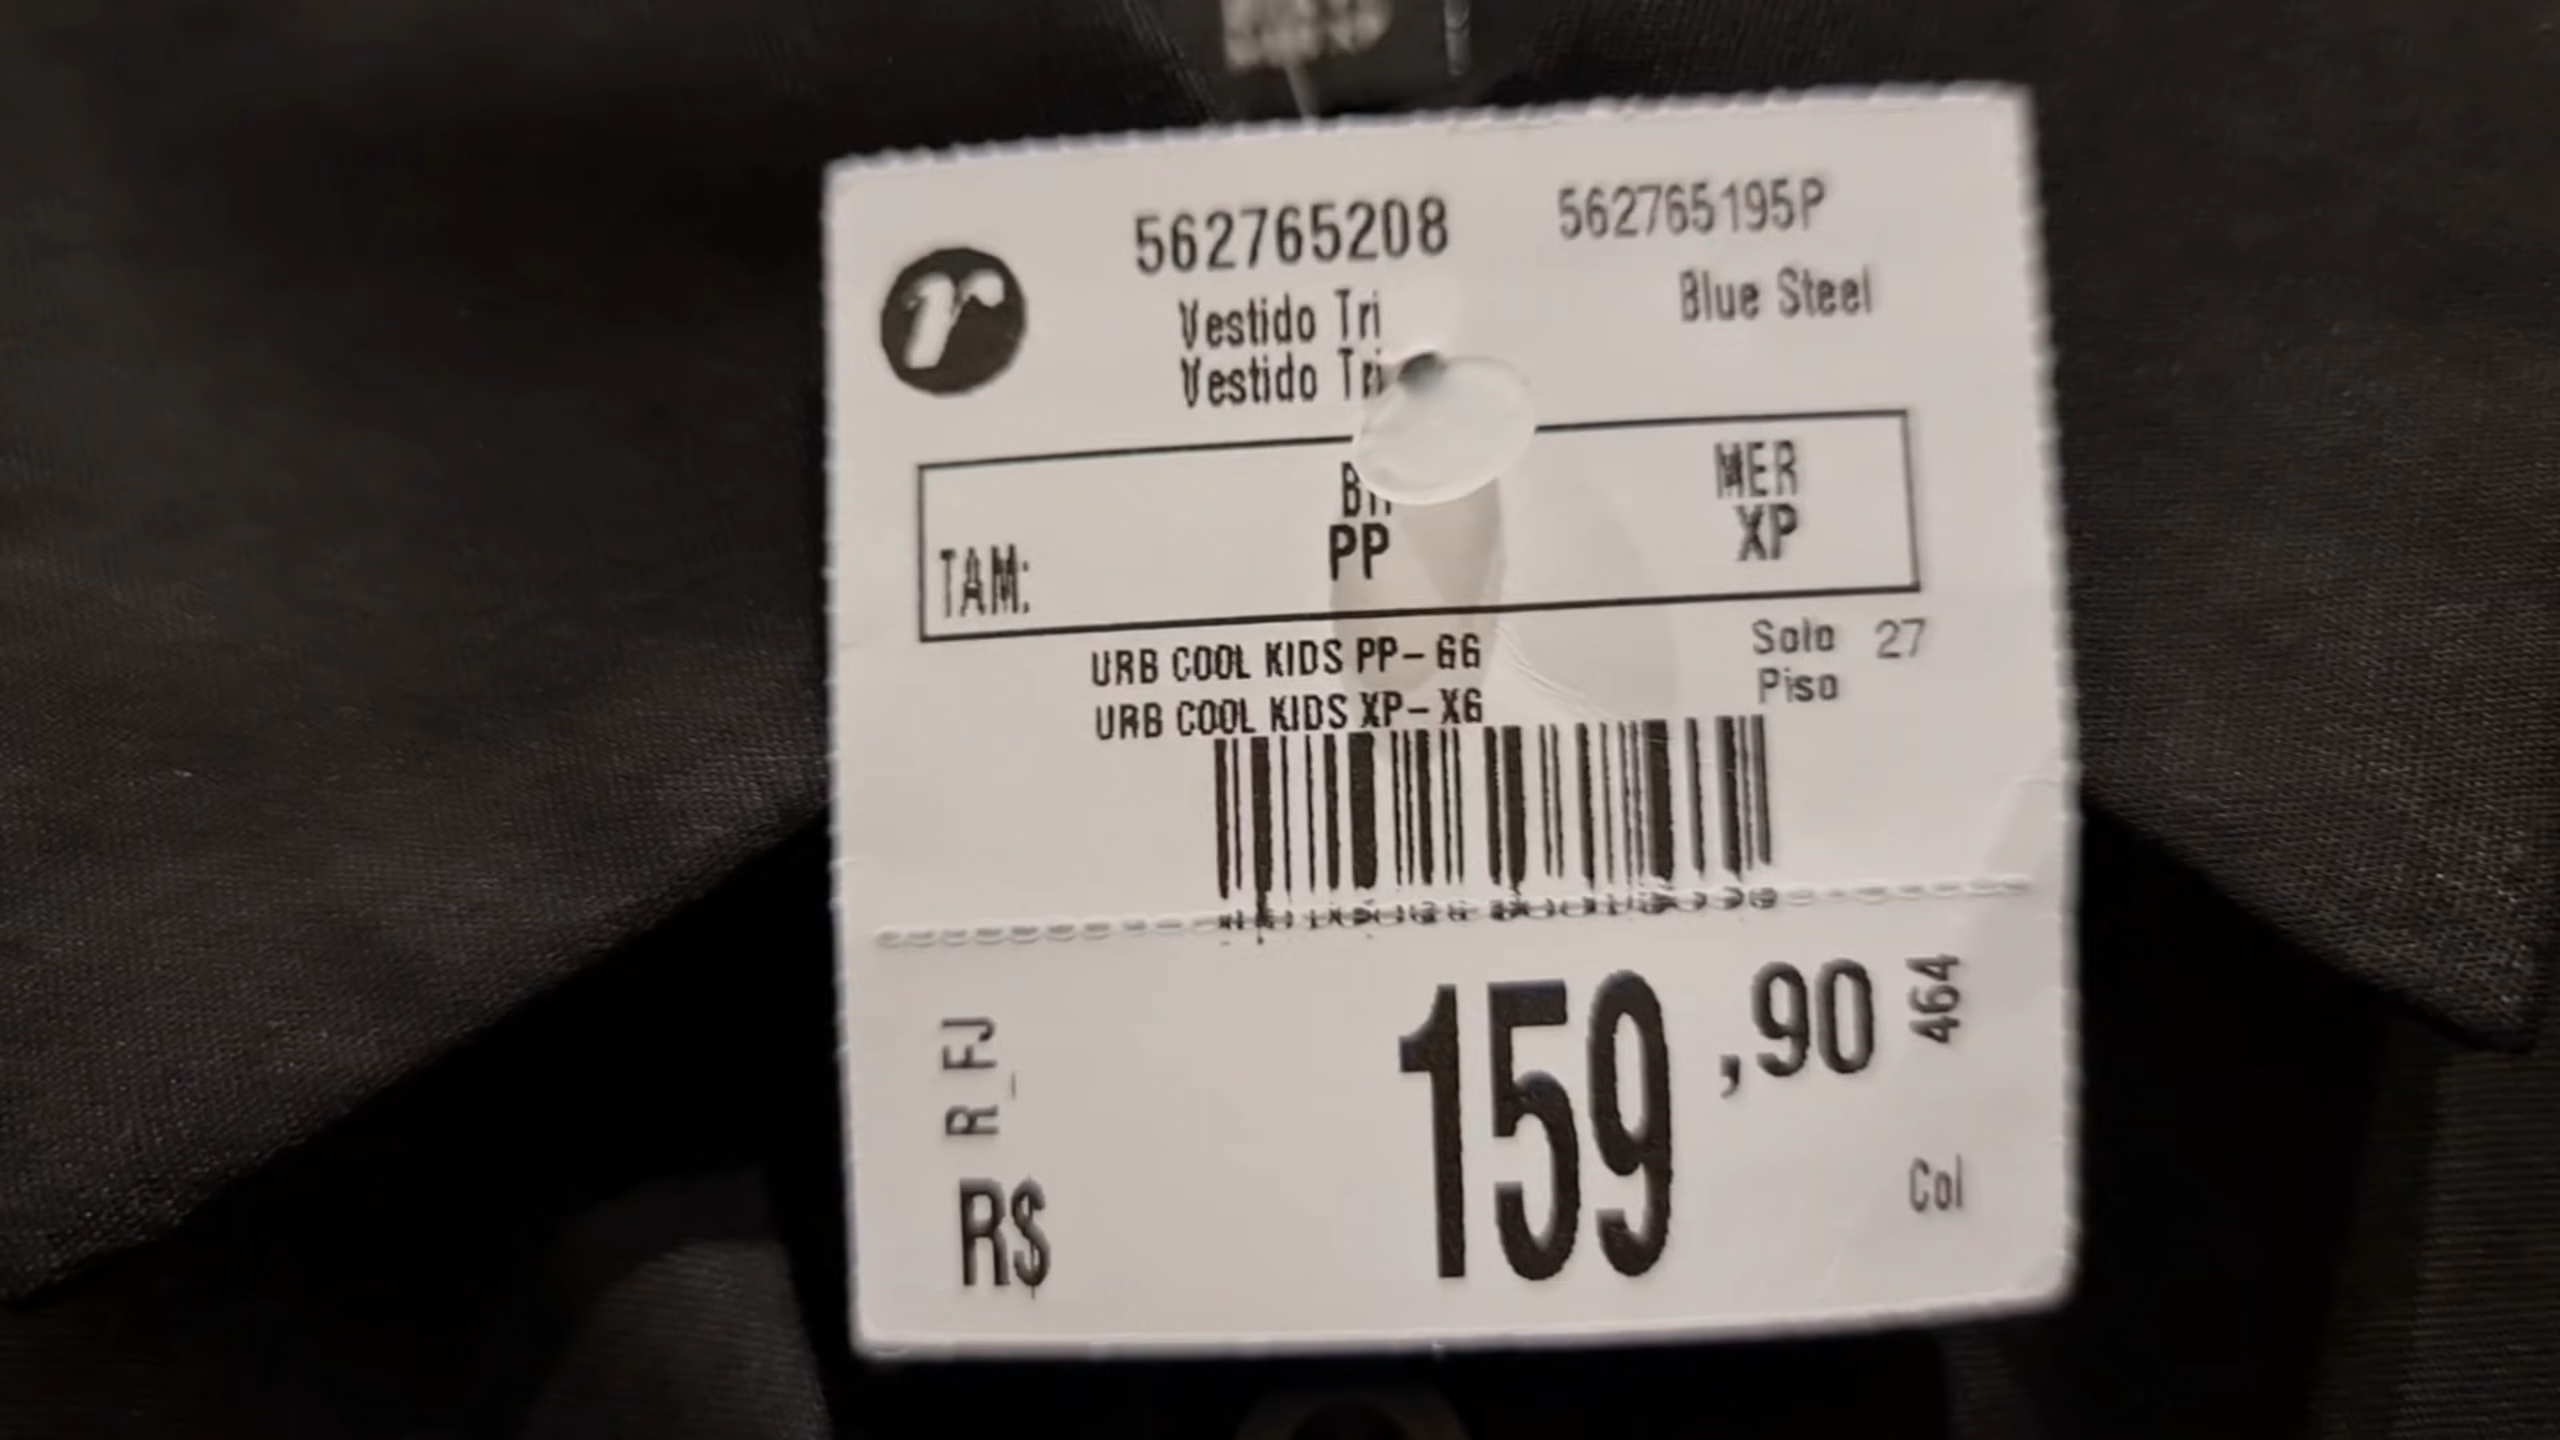 562765208 562765195P
r
Vestido Tri Blue Steel
Vestido Tri
MER
TAM: PP XP
URB COOL KIDS PP-GG Solo 27
URB COOL KIDS XP-XG Piso
R_FJ
R$ 159,90 464
Col